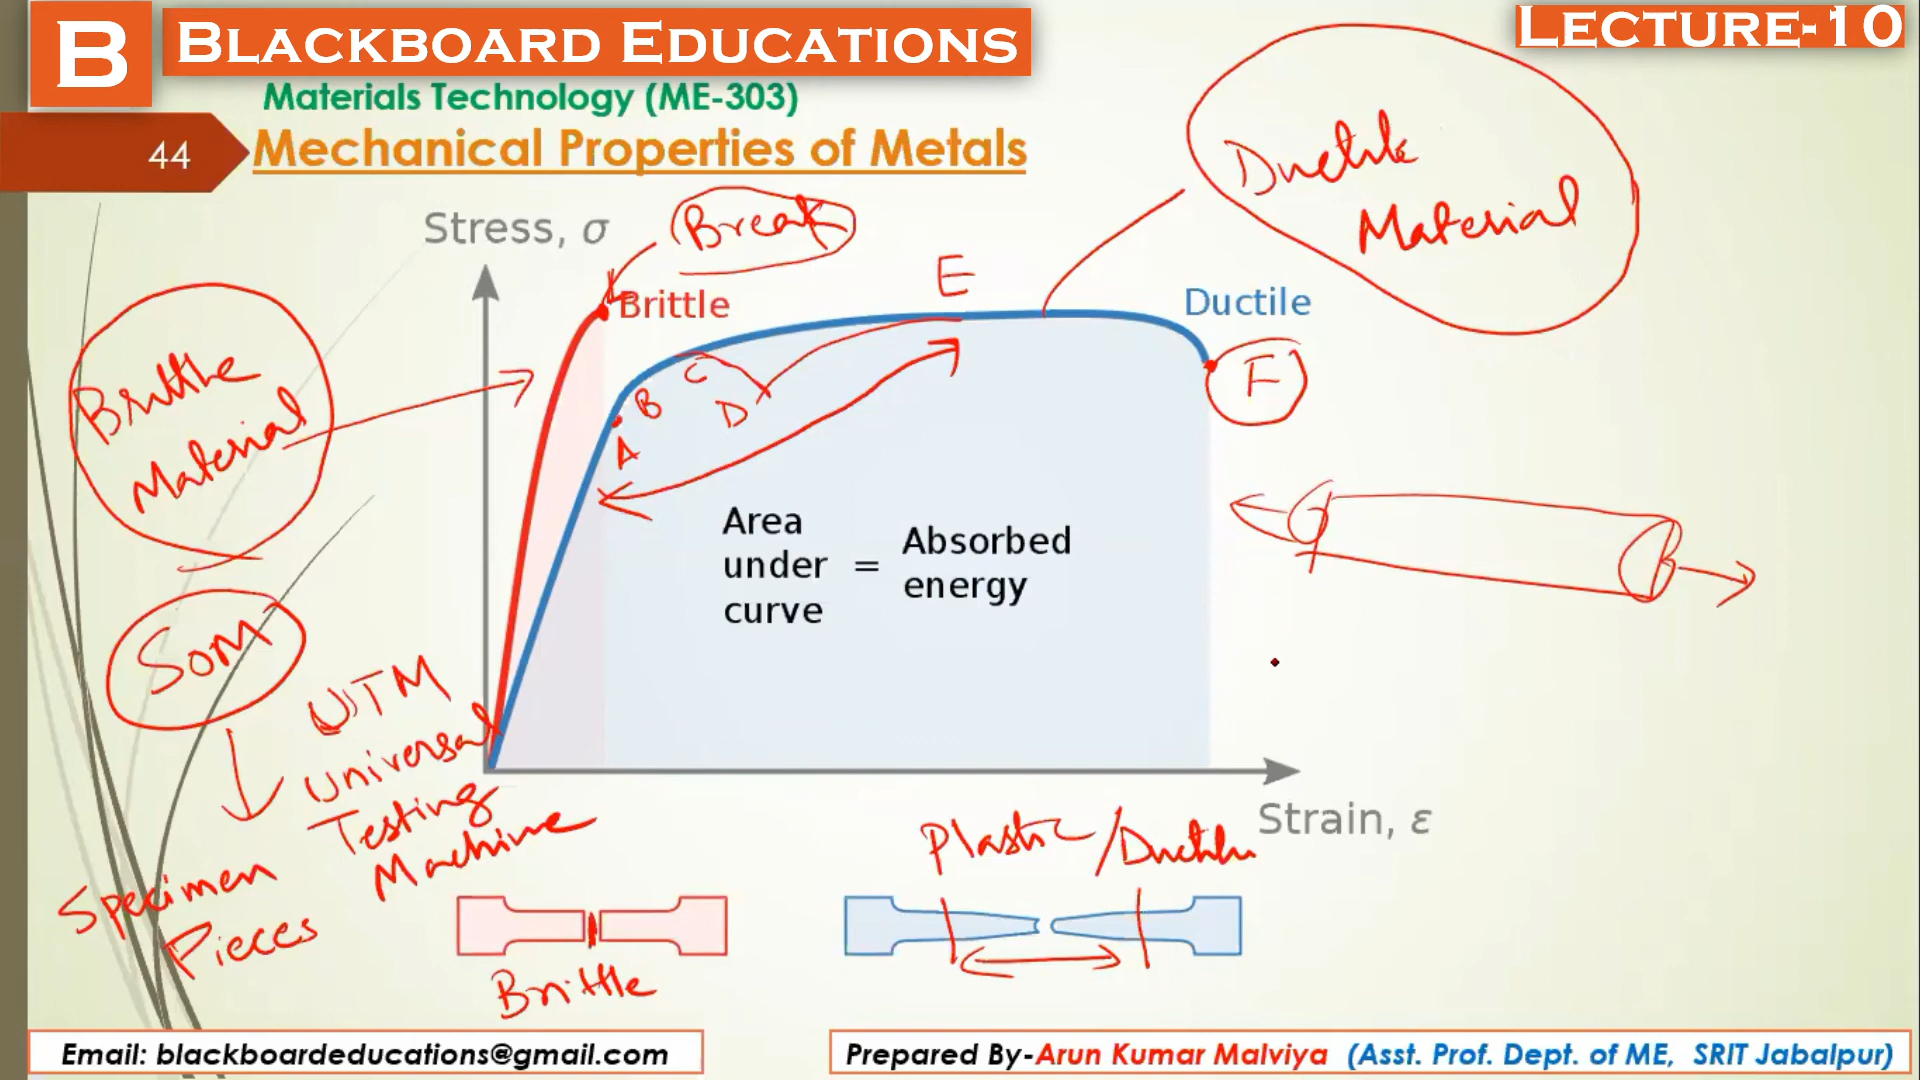 B BLACKBOARD EDUCATIONS
LECTURE-10
Materials Technology (ME-303)
44
Mechanical Properties of Metals
Ductile
Material
Stress, σ
Break
Brittle
E
Ductile
F
Brittle
Material
A
B
C
D
Area
under
curve
=
Absorbed
energy
SOM
UTM
Universal
Testing
Machine
Specimen
Pieces
Strain, ε
Plastic/Ductile
Brittle
Email: blackboardeducations@gmail.com
Prepared By-Arun Kumar Malviya (Asst. Prof. Dept. of ME, SRIT Jabalpur)